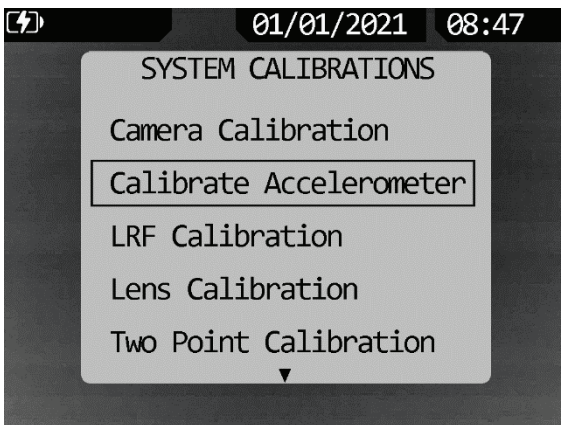 01/01/2021 08:47
SYSTEM CALIBRATIONS
Camera Calibration
Calibrate Accelerometer
LRF Calibration
Lens Calibration
Two Point Calibration